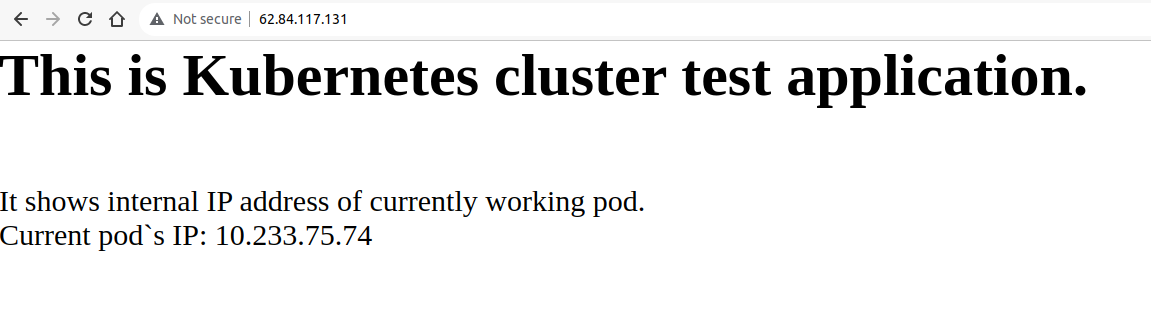 Not secure | 62.84.117.131
This is Kubernetes cluster test application.
It shows internal IP address of currently working pod.
Current pod`s IP: 10.233.75.74